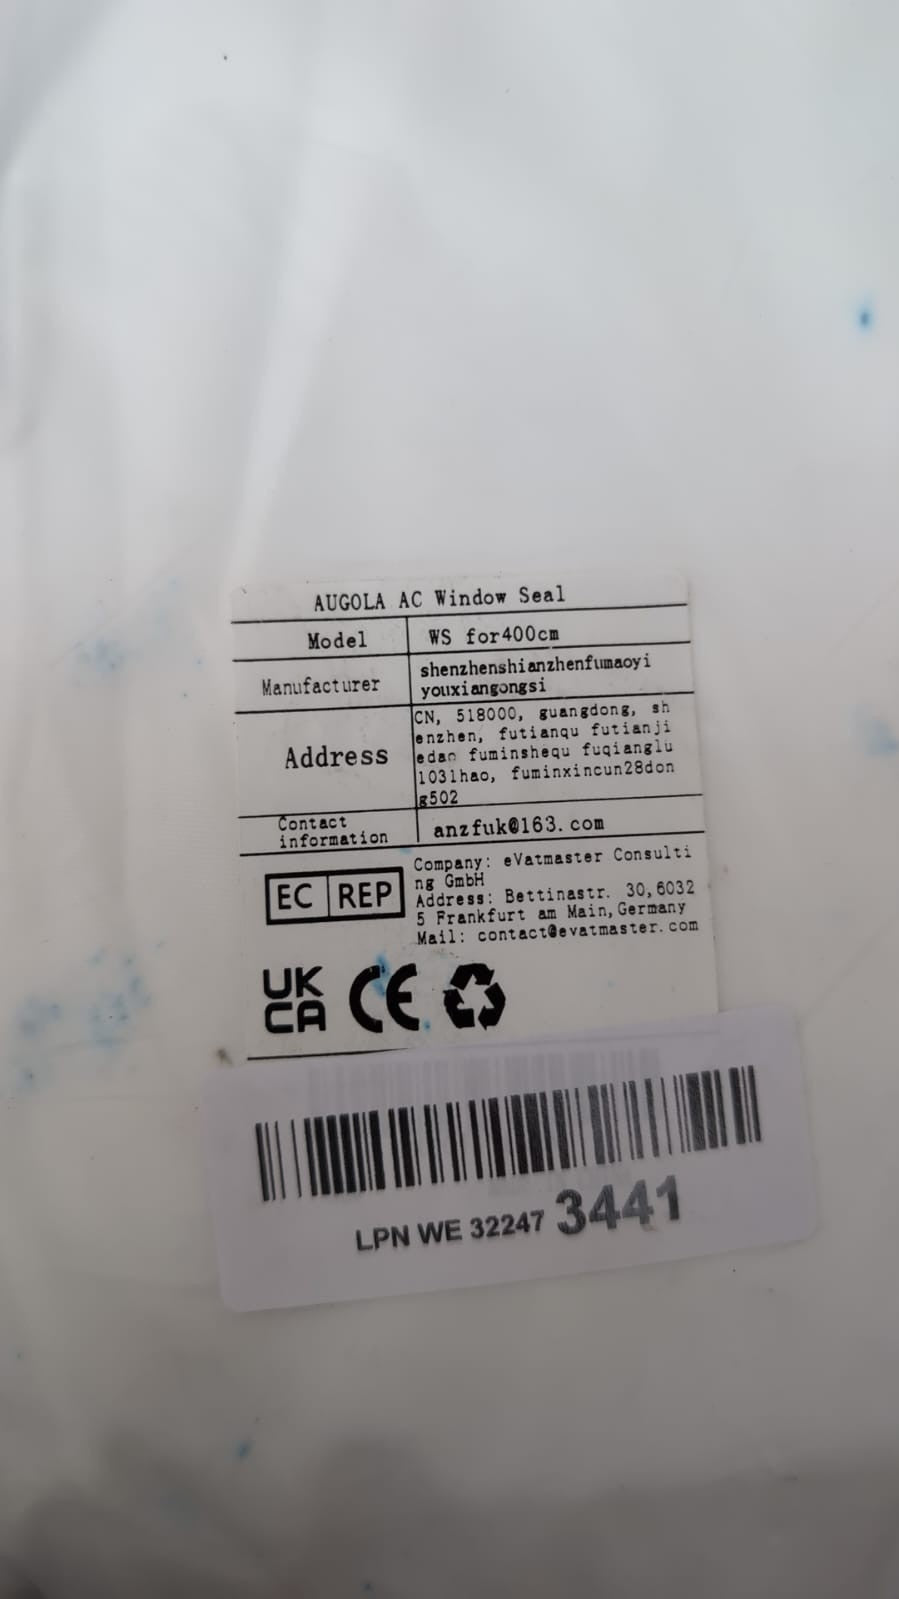 AUGOLA AC Window Seal
Model WS for400cm
Manufacturer shenzhenshianzhenfumaoyi
youxiangongsi
Address CN, 518000, guangdong, sh
enzhen, futianqu futianji
edao fuminshequ fuqianglu
1031hao, fuminxincun28don
g502
Contact
information anzfuk@163.com
EC REP
Company: eVatmaster Consulti
ng GmbH
Address: Bettinastr. 30,6032
5 Frankfurt am Main,Germany
Mail: contact@evatmaster.com
UK
CA CE
LPN WE 32247 3441